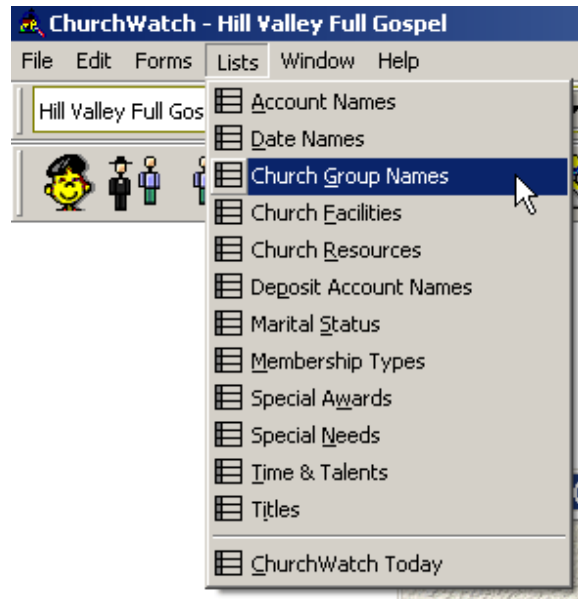 ChurchWatch - Hill Valley Full Gospel
File Edit Forms Lists Window Help
Hill Valley Full Gos
Account Names
Date Names
Church Group Names
Church Facilities
Church Resources
Deposit Account Names
Marital Status
Membership Types
Special Awards
Special Needs
Time & Talents
Titles
ChurchWatch Today